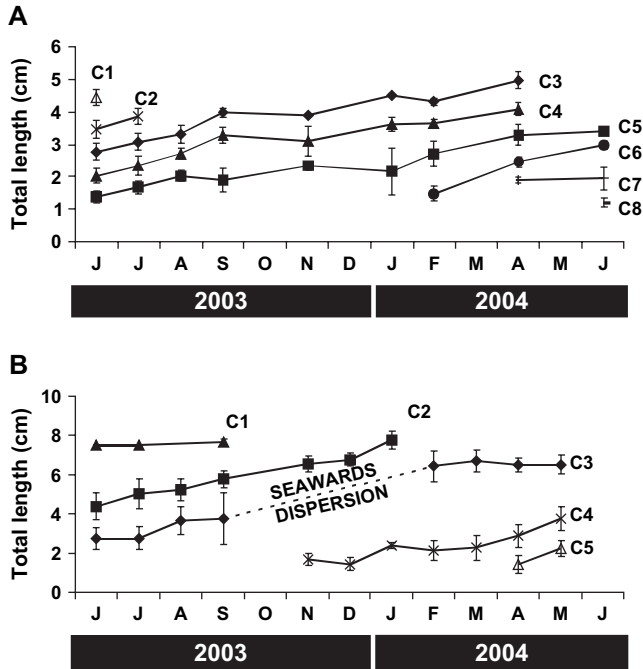 A
Total length (cm)
6
5
4
3
2
1
0
C1
C2
C3
C4
C5
C6
C7
C8
J J A S O N D J F M A M J
2003 2004
B
Total length (cm)
10
8
6
4
2
0
C1
C2
SEAWARDS
DISPERSION
C3
C4
C5
J J A S O N D J F M A M J
2003 2004